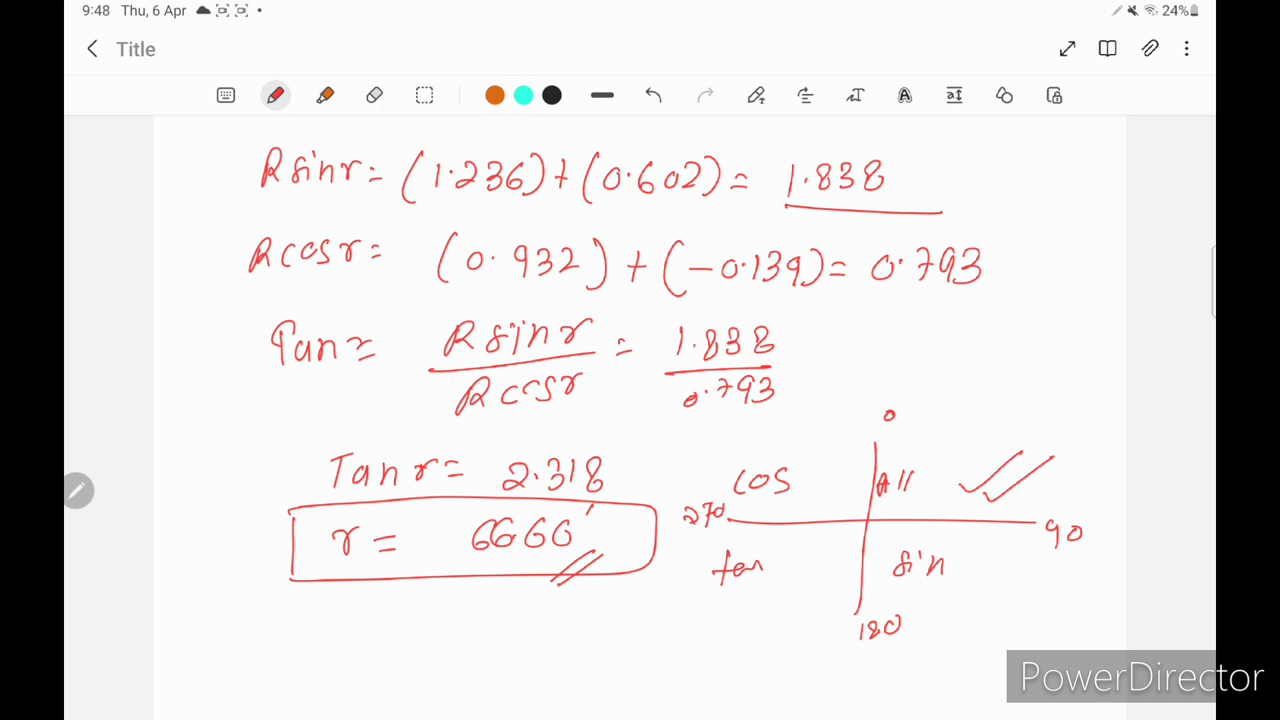 9:48 Thu, 6 Apr
24%
Title
R sin r = (1.236) + (0.602) = 1.838
R cos r = (0.932) + (-0.139) = 0.793
Tan = R sin r / R cos r = 1.838 / 0.793
Tan r = 2.318
r = 6666'
0
cos All
270 90
tan sin
180
PowerDirector